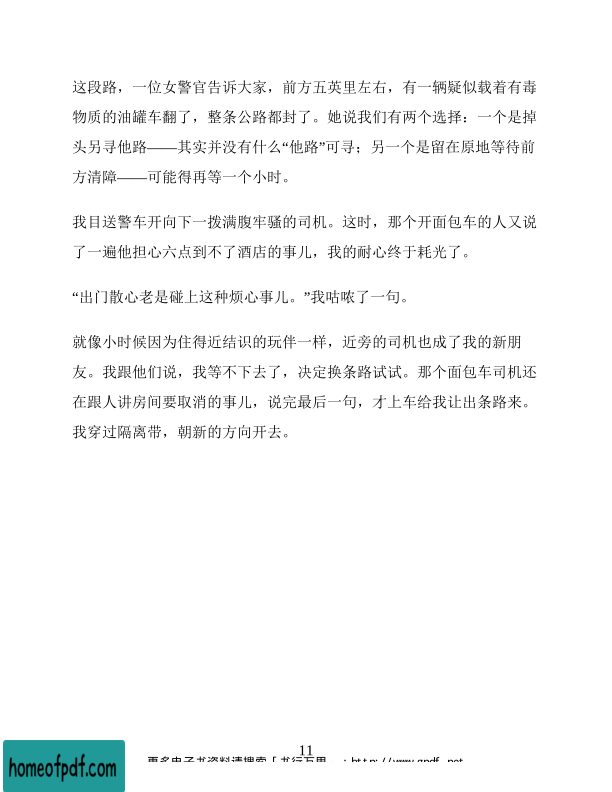 这段路，一位女警官告诉大家，前方五英里左右，有一辆疑似载着有毒
物质的油罐车翻了，整条公路都封了。她说我们有两个选择：一个是掉
头另寻他路——其实并没有什么“他路”可寻；另一个是留在原地等待前
方清障——可能得再等一个小时。
我目送警车开向下一拨满腹牢骚的司机。这时，那个开面包车的人又说
了一遍他担心六点到不了酒店的事儿，我的耐心终于耗光了。
“出门散心老是碰上这种烦心事儿。”我咕哝了一句。
就像小时候因为住得近结识的玩伴一样，近旁的司机也成了我的新朋
友。我跟他们说，我等不下去了，决定换条路试试。那个面包车司机还
在跟人讲房间要取消的事儿，说完最后一句，才上车给我让出条路来。
我穿过隔离带，朝新的方向开去。
11
更多电子书资料请搜索「书行万里
homeofpdf.com